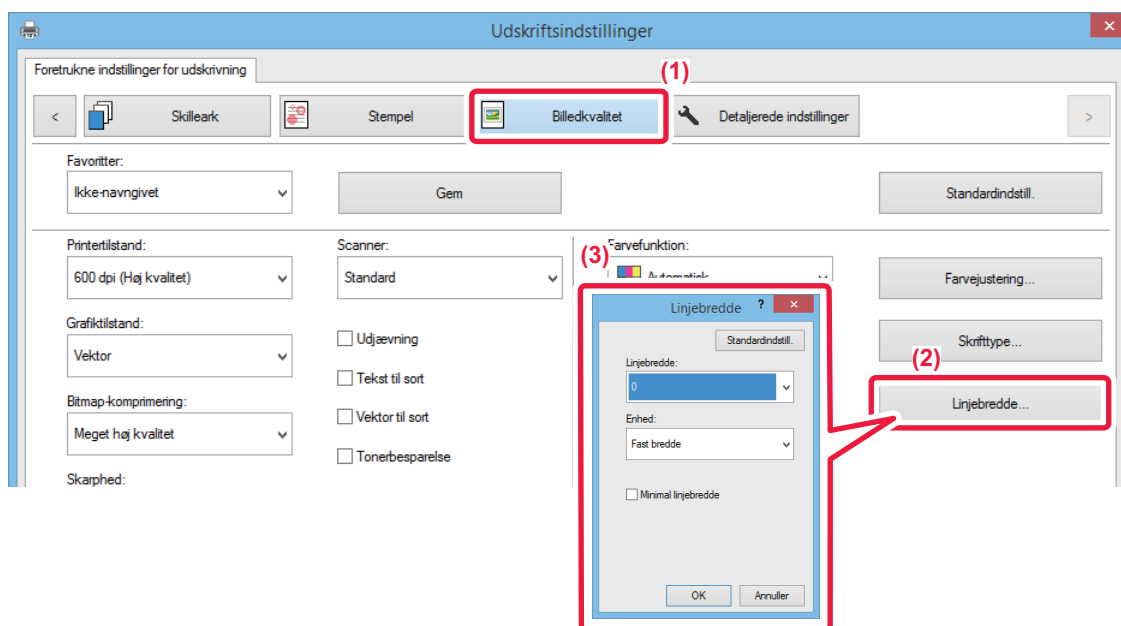 Udskriftsindstillinger
Foretrukne indstillinger for udskrivning
(1)
< Skilleark Stempel Billedkvalitet Detaljerede indstillinger >
Favoritter:
Ikke-navngivet Gem Standardindstill.
Printertilstand: Scanner: Farvefunktion:
(3)
600 dpi (Høj kvalitet) Standard Automatisk Farvejustering...
Linjebredde ?
Grafiktilstand:
Vektor Udjævning Standardindstill. Skrifttype...
(2)
Linjebredde:
Tekst til sort 0
Bitmap-komprimering: Linjebredde...
Vektor til sort Enhed:
Meget høj kvalitet Fast bredde
Tonerbesparelse
Skarphed:
Minimal linjebredde
OK Annuller